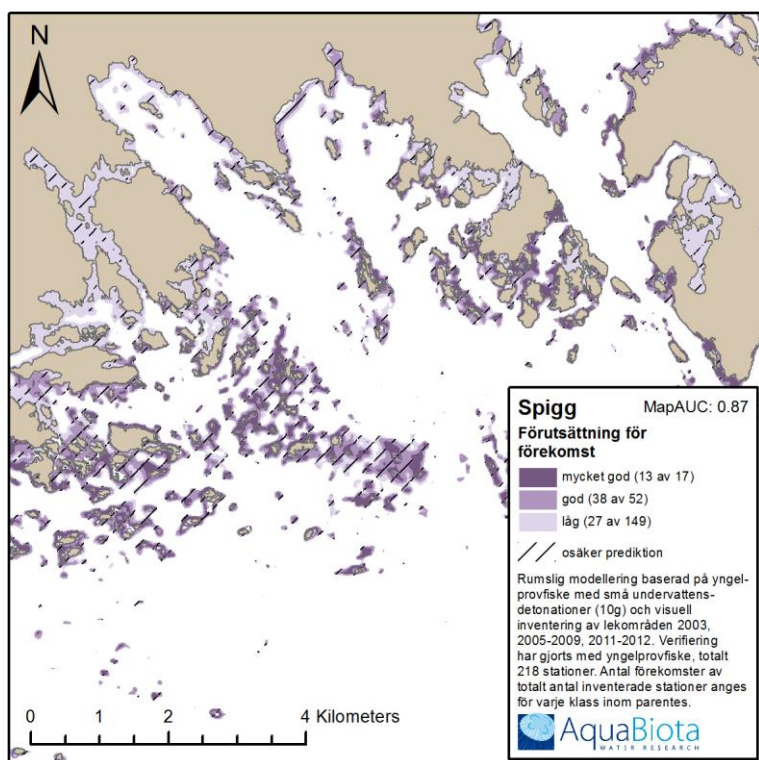 N
Spigg MapAUC: 0.87
Förutsättning för
förekomst
mycket god (13 av 17)
god (38 av 52)
låg (27 av 149)
osäker prediktion
Rumslig modellering baserad på yngel-
provfiske med små undervattens-
detonationer (10g) och visuell
inventering av lekområden 2003,
2005-2009, 2011-2012. Verifiering
har gjorts med yngelprovfiske, totalt
218 stationer. Antal förekomster av
totalt antal inventerade stationer anges
för varje klass inom parentes.
AquaBiota
WATER RESEARCH
0 1 2 4 Kilometers